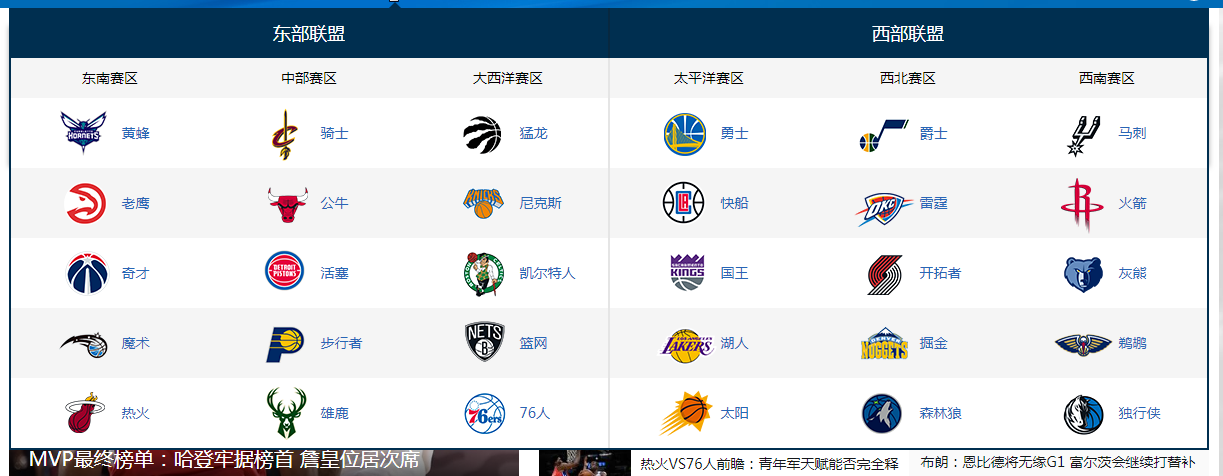 东部联盟 西部联盟
东南赛区 中部赛区 大西洋赛区 太平洋赛区 西北赛区 西南赛区
HORNETS 黄蜂 骑士 猛龙 勇士 爵士 马刺
老鹰 公牛 KNICKS 尼克斯 快船 OKC 雷霆 R 火箭
奇才 DETROIT PISTONS 活塞 凯尔特人 SACRAMENTO KINGS 国王 开拓者 灰熊
魔术 步行者 NETS B 篮网 LOS ANGELES LAKERS 湖人 DENVER NUGGETS 掘金 鹈鹕
热火 雄鹿 76ers 76人 太阳 森林狼 独行侠
MVP最终榜单：哈登牢据榜首 詹皇位居次席
热火VS76人前瞻：青年军天赋能否完全释
布朗：恩比德将无缘G1 富尔茨会继续打替补